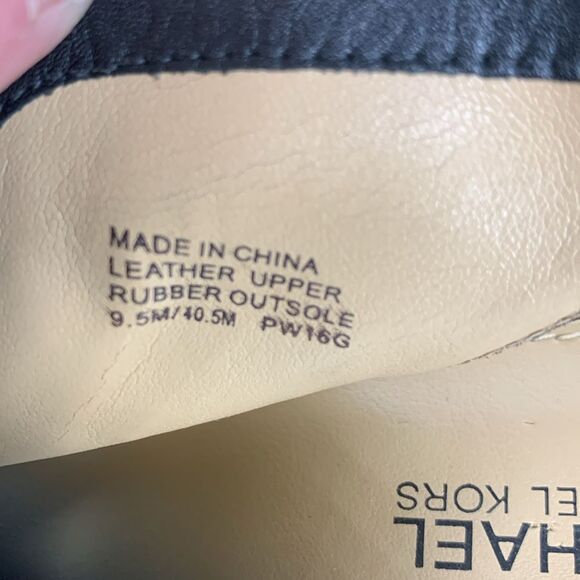 MADE IN CHINA
LEATHER UPPER
RUBBER OUTSOLE
9.5M/40.5M PW16G
HAEL
EL KORS